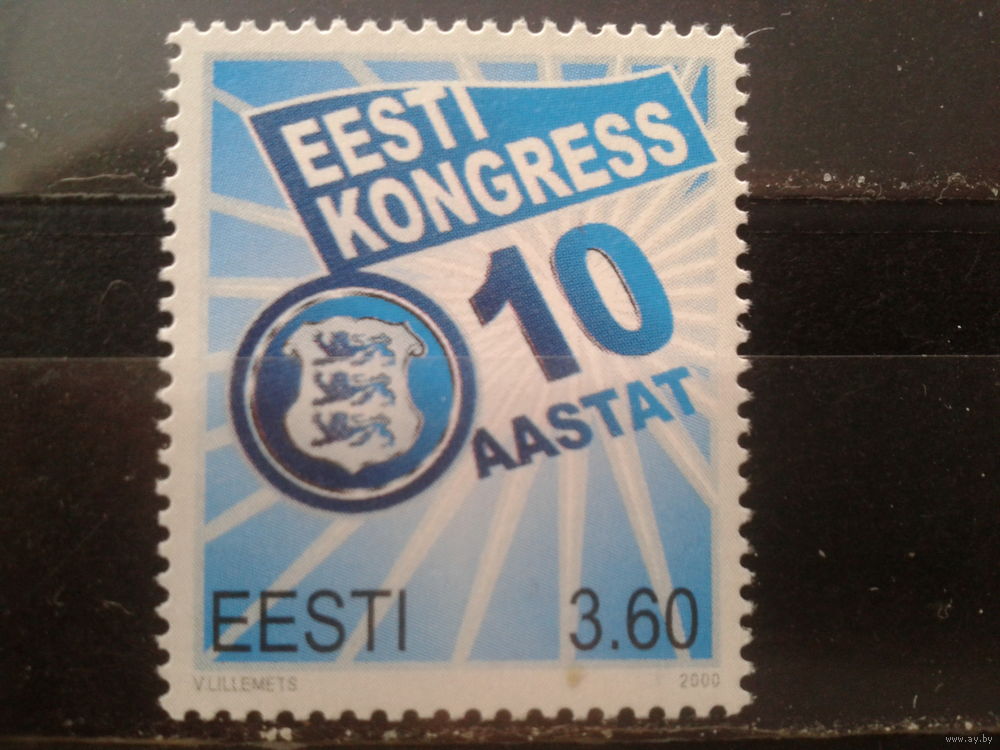 EESTI
KONGRESS
10
AASTAT
EESTI 3.60
V.LILLEMETS 2000
www.ay.by